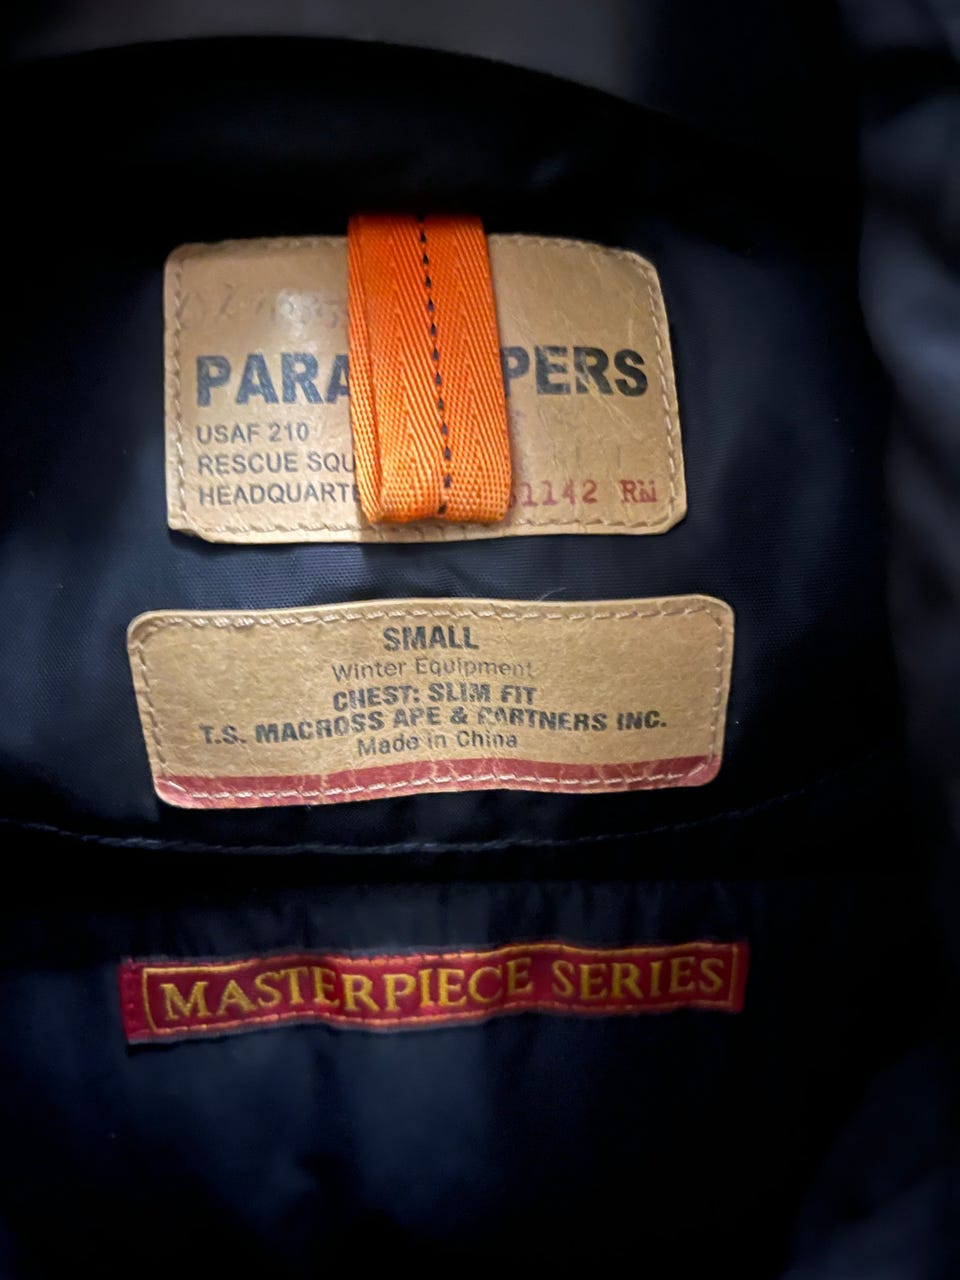 PARA PERS
USAF 210
RESCUE SQU
HEADQUARTE 1142 RW
SMALL
Winter Equipment
CHEST: SLIM FIT
T.S. MACROSS APE & PARTNERS INC.
Made in China
MASTERPIECE SERIES